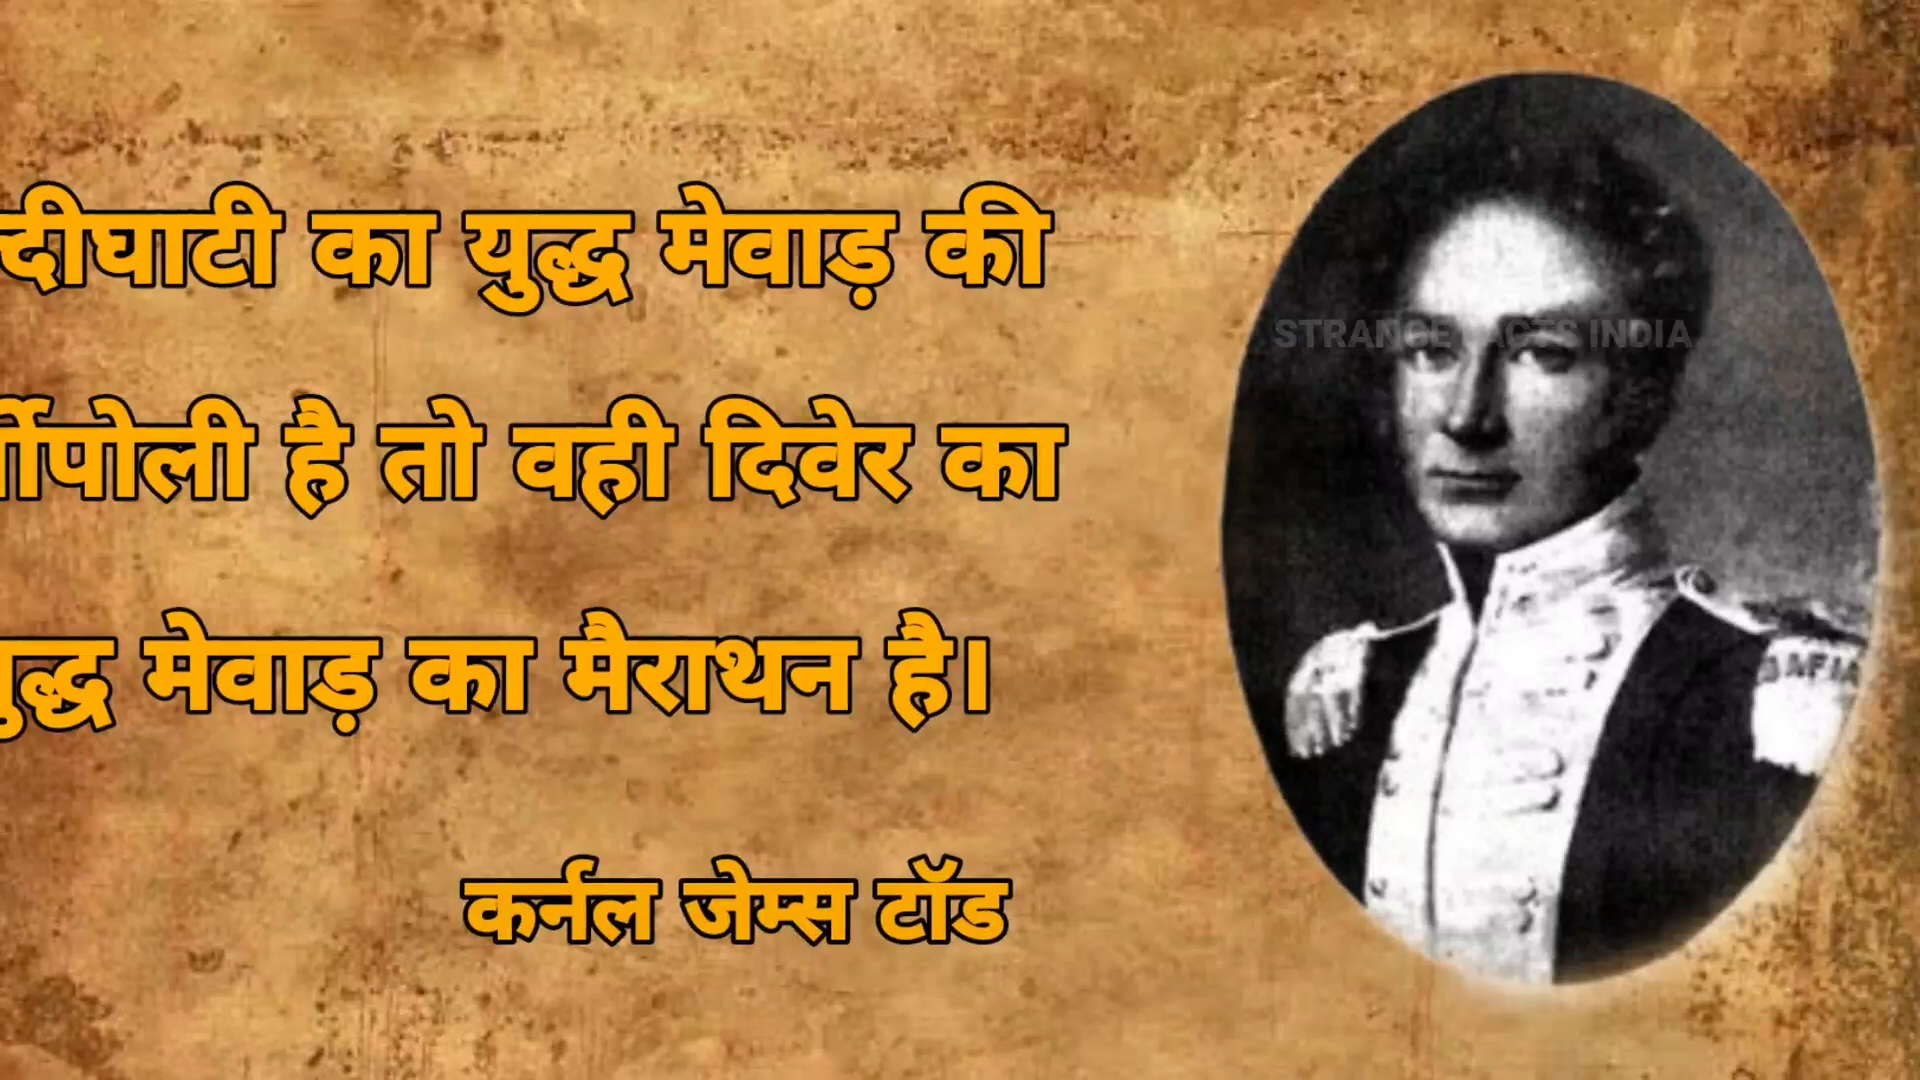 का युद्ध मेवाड़ की
है तो वही दिवेर का
मेवाड़ का मैराथन है।
कर्नल जेम्स टॉड